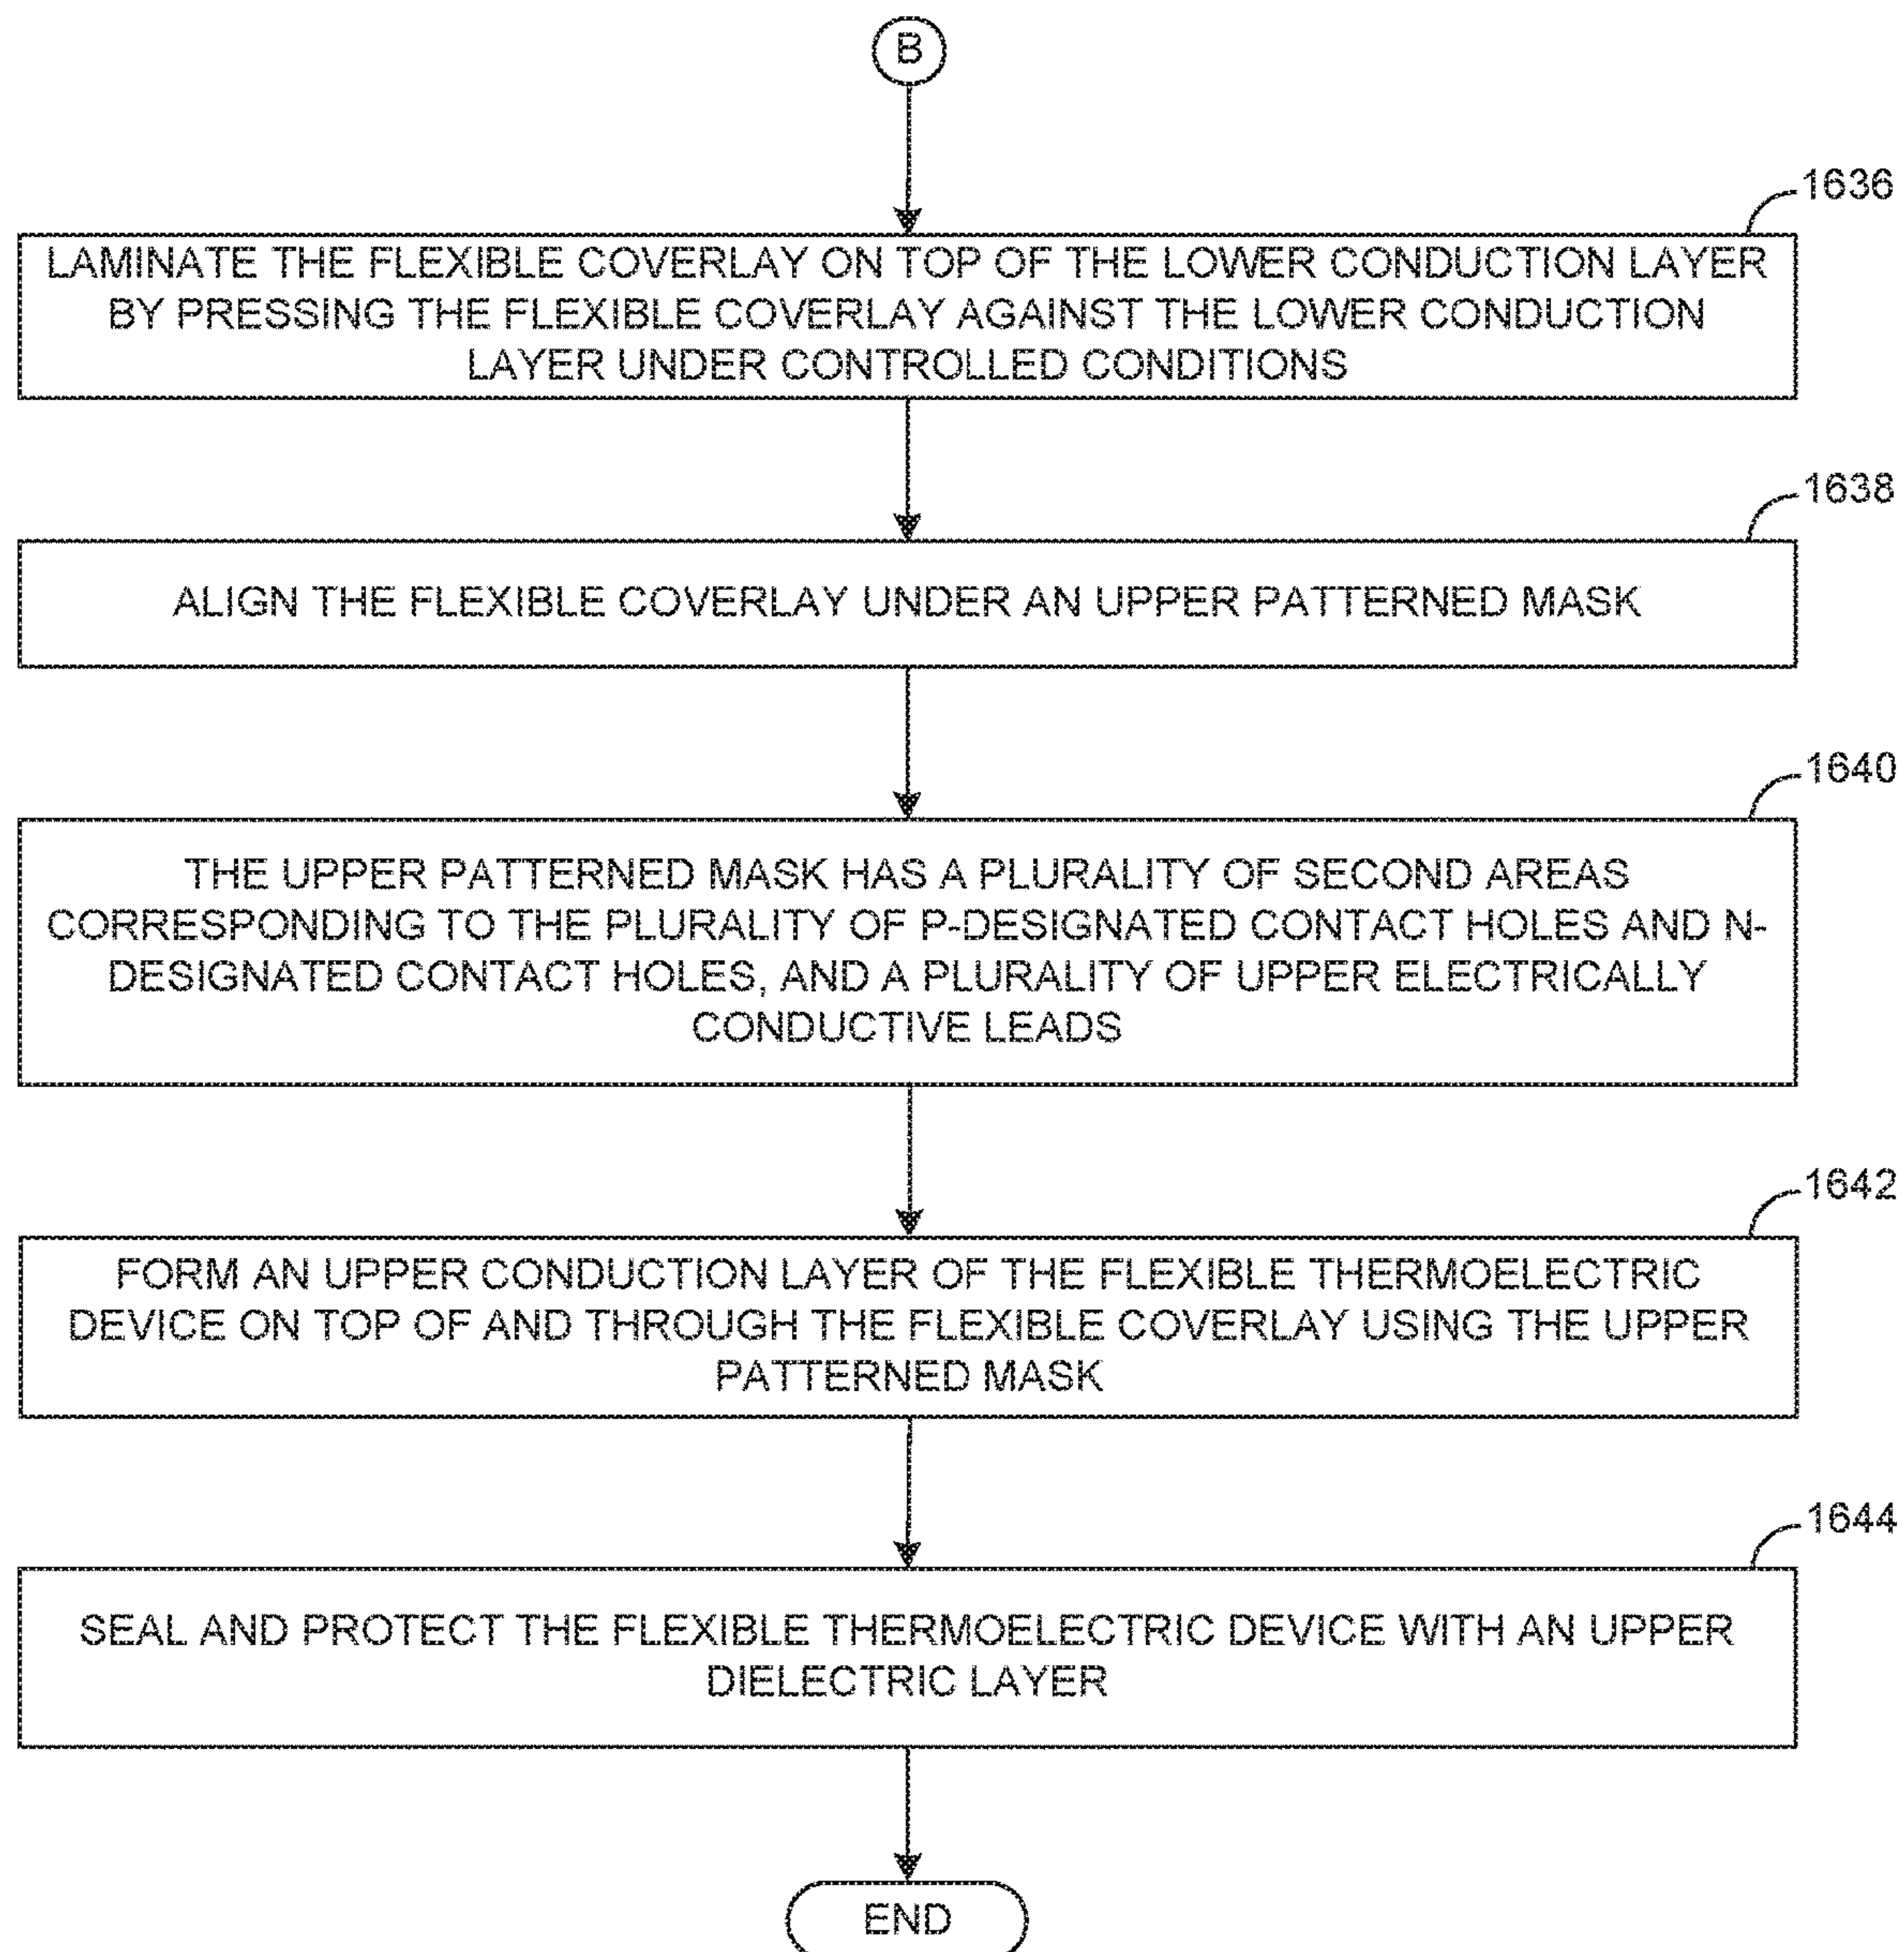 B
1636
LAMINATE THE FLEXIBLE COVERLAY ON TOP OF THE LOWER CONDUCTION LAYER
BY PRESSING THE FLEXIBLE COVERLAY AGAINST THE LOWER CONDUCTION
LAYER UNDER CONTROLLED CONDITIONS
1638
ALIGN THE FLEXIBLE COVERLAY UNDER AN UPPER PATTERNED MASK
1640
THE UPPER PATTERNED MASK HAS A PLURALITY OF SECOND AREAS
CORRESPONDING TO THE PLURALITY OF P-DESIGNATED CONTACT HOLES AND N-
DESIGNATED CONTACT HOLES, AND A PLURALITY OF UPPER ELECTRICALLY
CONDUCTIVE LEADS
1642
FORM AN UPPER CONDUCTION LAYER OF THE FLEXIBLE THERMOELECTRIC
DEVICE ON TOP OF AND THROUGH THE FLEXIBLE COVERLAY USING THE UPPER
PATTERNED MASK
1644
SEAL AND PROTECT THE FLEXIBLE THERMOELECTRIC DEVICE WITH AN UPPER
DIELECTRIC LAYER
END